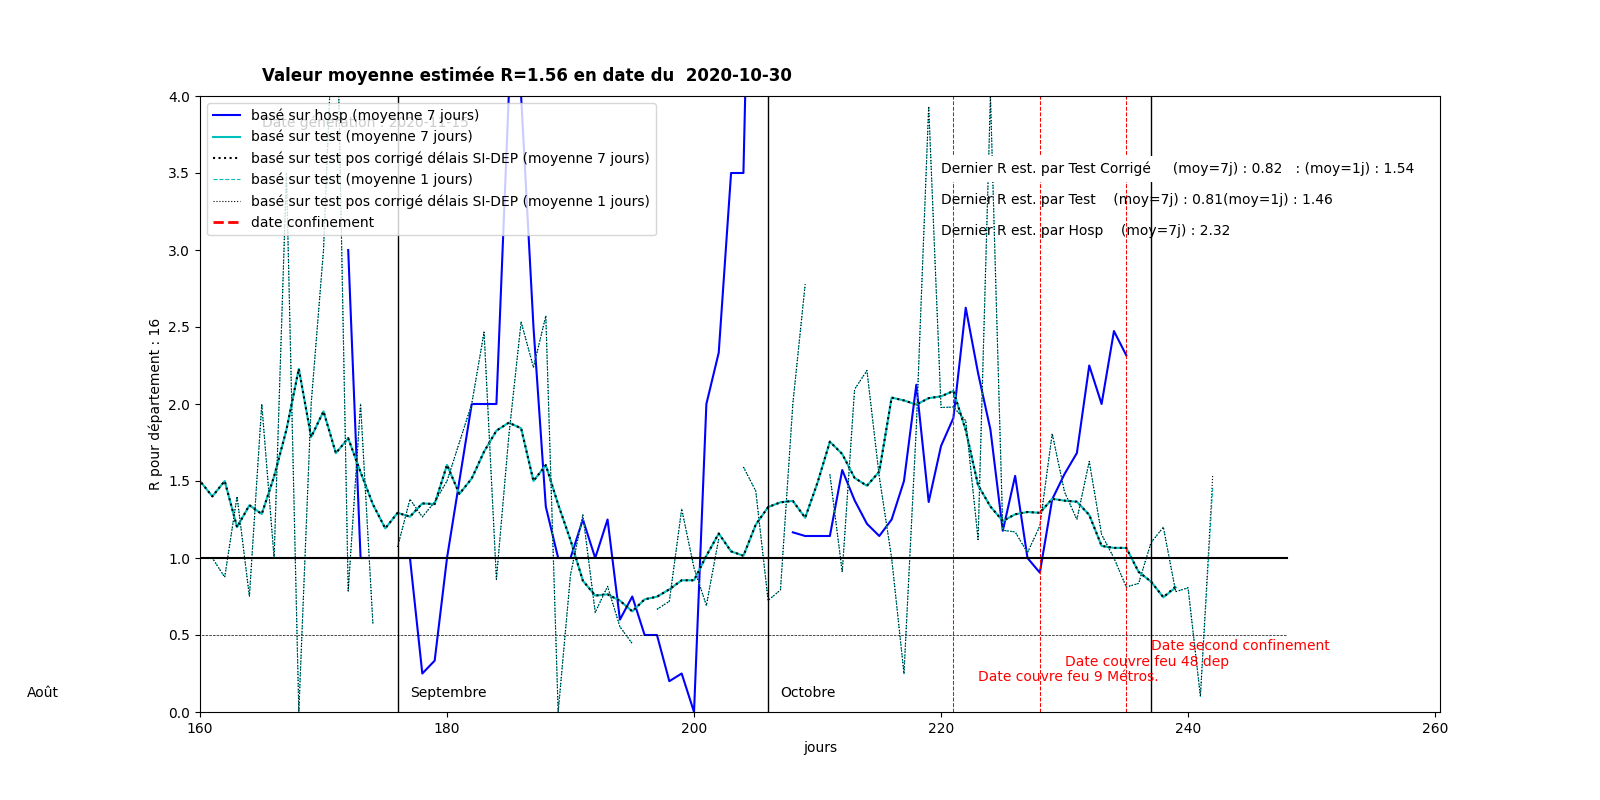 Valeur moyenne estimée R=1.56 en date du  2020-10-30
Date génération : 2020-11-15
basé sur hosp (moyenne 7 jours)
basé sur test (moyenne 7 jours)
basé sur test pos corrigé délais SI-DEP (moyenne 7 jours)
basé sur test (moyenne 1 jours)
basé sur test pos corrigé délais SI-DEP (moyenne 1 jours)
date confinement
Dernier R est. par Test Corrigé     (moy=7j) : 0.82   : (moy=1j) : 1.54
Dernier R est. par Test    (moy=7j) : 0.81(moy=1j) : 1.46
Dernier R est. par Hosp    (moy=7j) : 2.32
4.0
3.5
3.0
2.5
2.0
1.5
1.0
0.5
0.0
R pour département : 16
Date second confinement
Date couvre feu 48 dep
Date couvre feu 9 Métros.
Août
Septembre
Octobre
160 180 200 220 240 260
jours